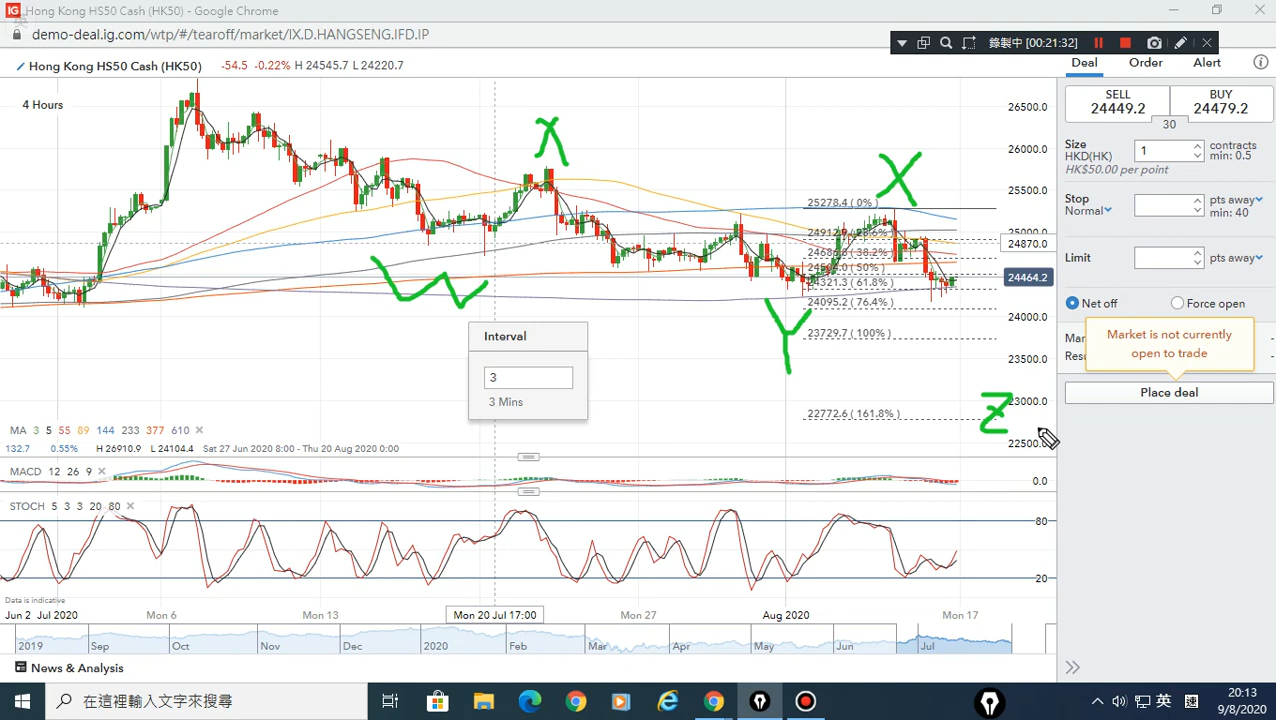 Hong Kong HS50 Cash (HK50) - Google Chrome
demo-deal.ig.com/wtp/#/tearoff/market/IX.D.HANGSENG.IFD.IP
錄製中 [00:21:32]
Hong Kong HS50 Cash (HK50) -54.5 -0.22% H 24545.7 L 24220.7
Deal Order Alert
4 Hours
26500.0
26000.0
25500.0
25000.0
24870.0
24464.2
24000.0
23500.0
23000.0
22500.0
X
X
W
Y
Z
25278.4 ( 0% )
24321.3 ( 61.8% )
24095.2 ( 76.4% )
23729.7 ( 100% )
22772.6 ( 161.8% )
Interval
3
3 Mins
MA 3 5 55 89 144 233 377 610
132.7 0.55% H 26910.9 L 24104.4 Sat 27 Jun 2020 8:00 - Thu 20 Aug 2020 0:00
MACD 12 26 9
0.0
STOCH 5 3 3 20 80
80
20
Data is indicative
Jun 2 Jul 2020 Mon 6 Mon 13 Mon 20 Jul 17:00 Mon 27 Aug 2020 Mon 17
2019 Sep Oct Nov Dec 2020 Feb Mar Apr May Jun Jul
News & Analysis
SELL
24449.2
BUY
24479.2
30
Size
HKD(HK)
1
contracts
min: 0.5
HK$50.00 per point
Stop
Normal
pts away
min: 40
Limit
pts away
Net off
Force open
Market is not currently
open to trade
Place deal
在這裡輸入文字來搜尋
英
20:13
9/8/2020